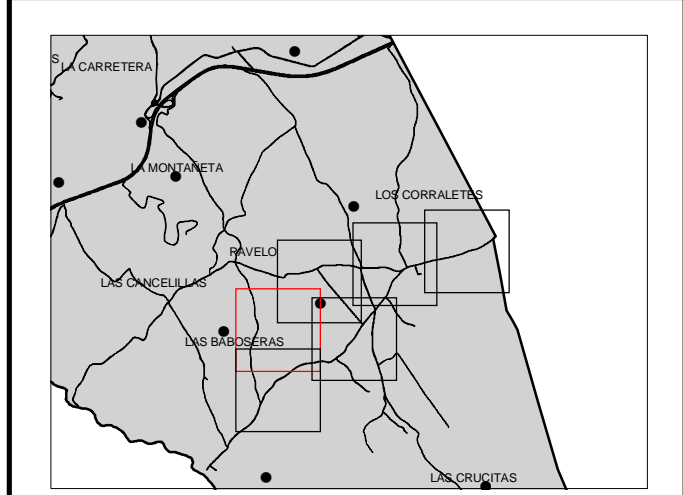 S
LA CARRETERA
LA MONTAÑETA
LOS CORRALETES
RAVELO
LAS CANCELILLAS
LAS BABOSERAS
LAS CRUCITAS